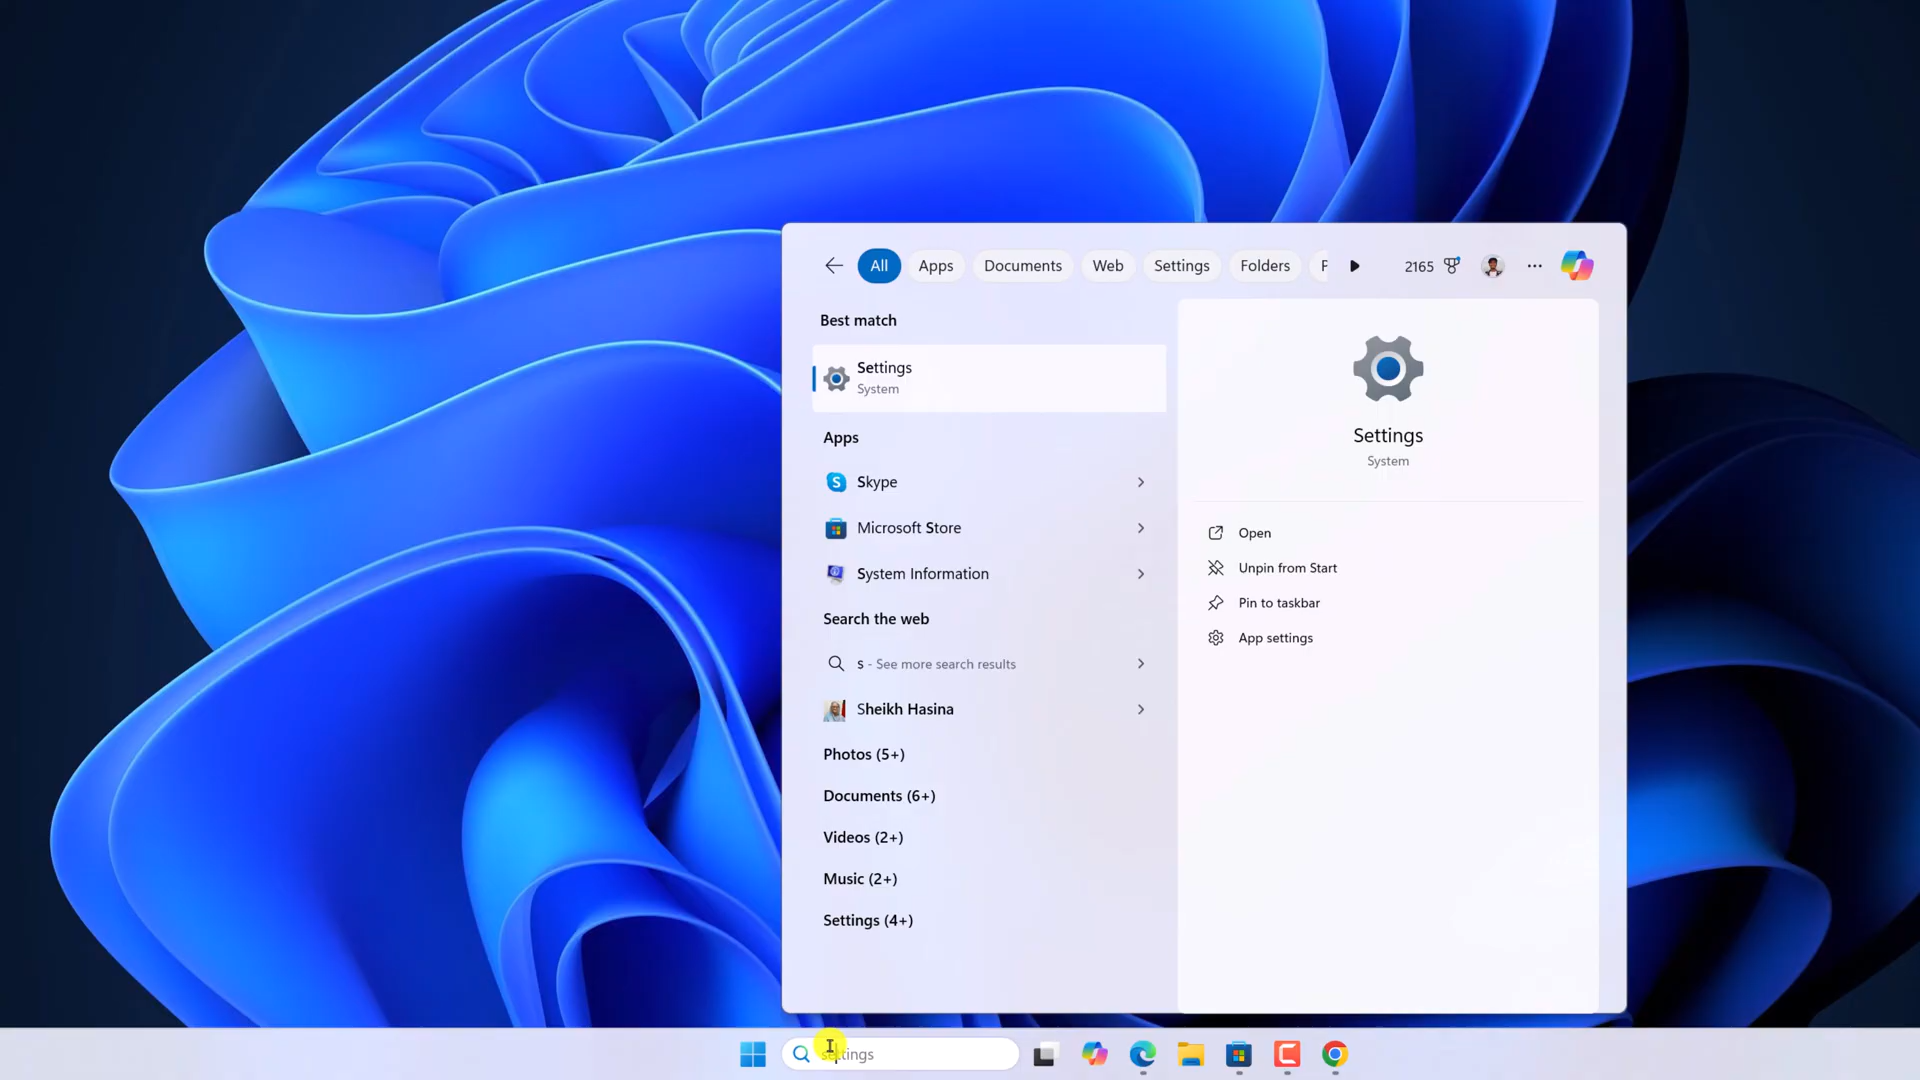 All Apps Documents Web Settings Folders 2165
Best match
Settings
System
Apps
Skype
Microsoft Store
System Information
Search the web
s - See more search results
Sheikh Hasina
Photos (5+)
Documents (6+)
Videos (2+)
Music (2+)
Settings (4+)
Settings
System
Open
Unpin from Start
Pin to taskbar
App settings
settings